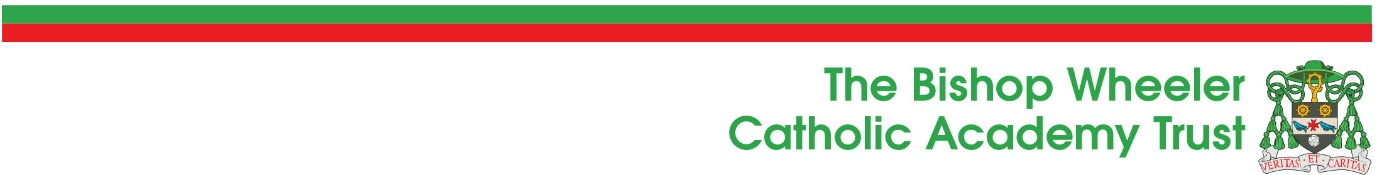 The Bishop Wheeler
Catholic Academy Trust
VERITAS · ET · CARITAS